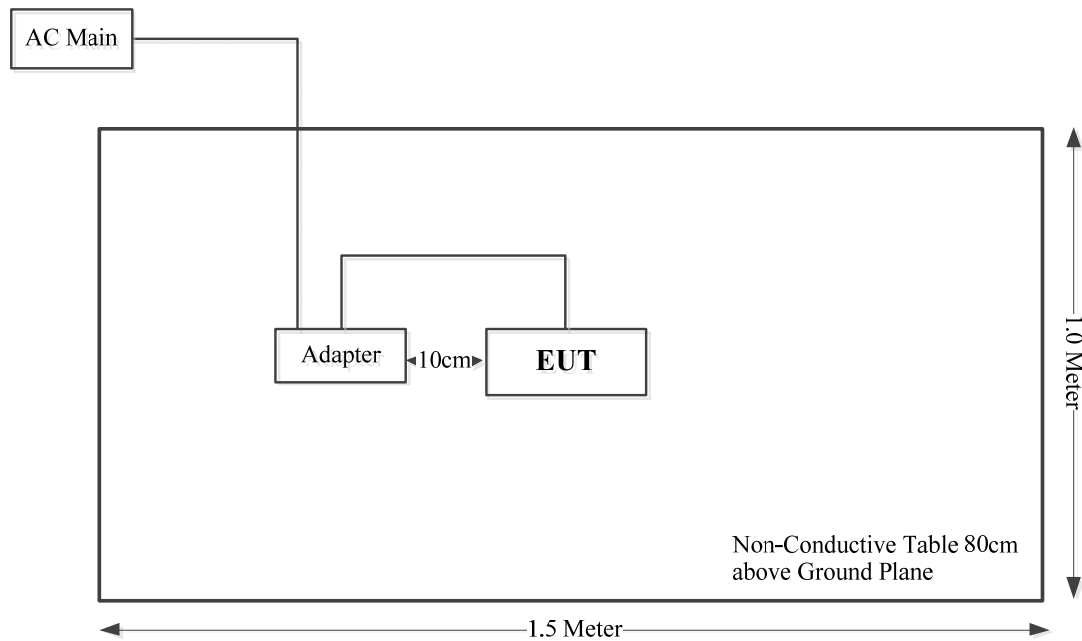 AC Main
Adapter
10cm
EUT
1.0 Meter
Non-Conductive Table 80cm
above Ground Plane
1.5 Meter